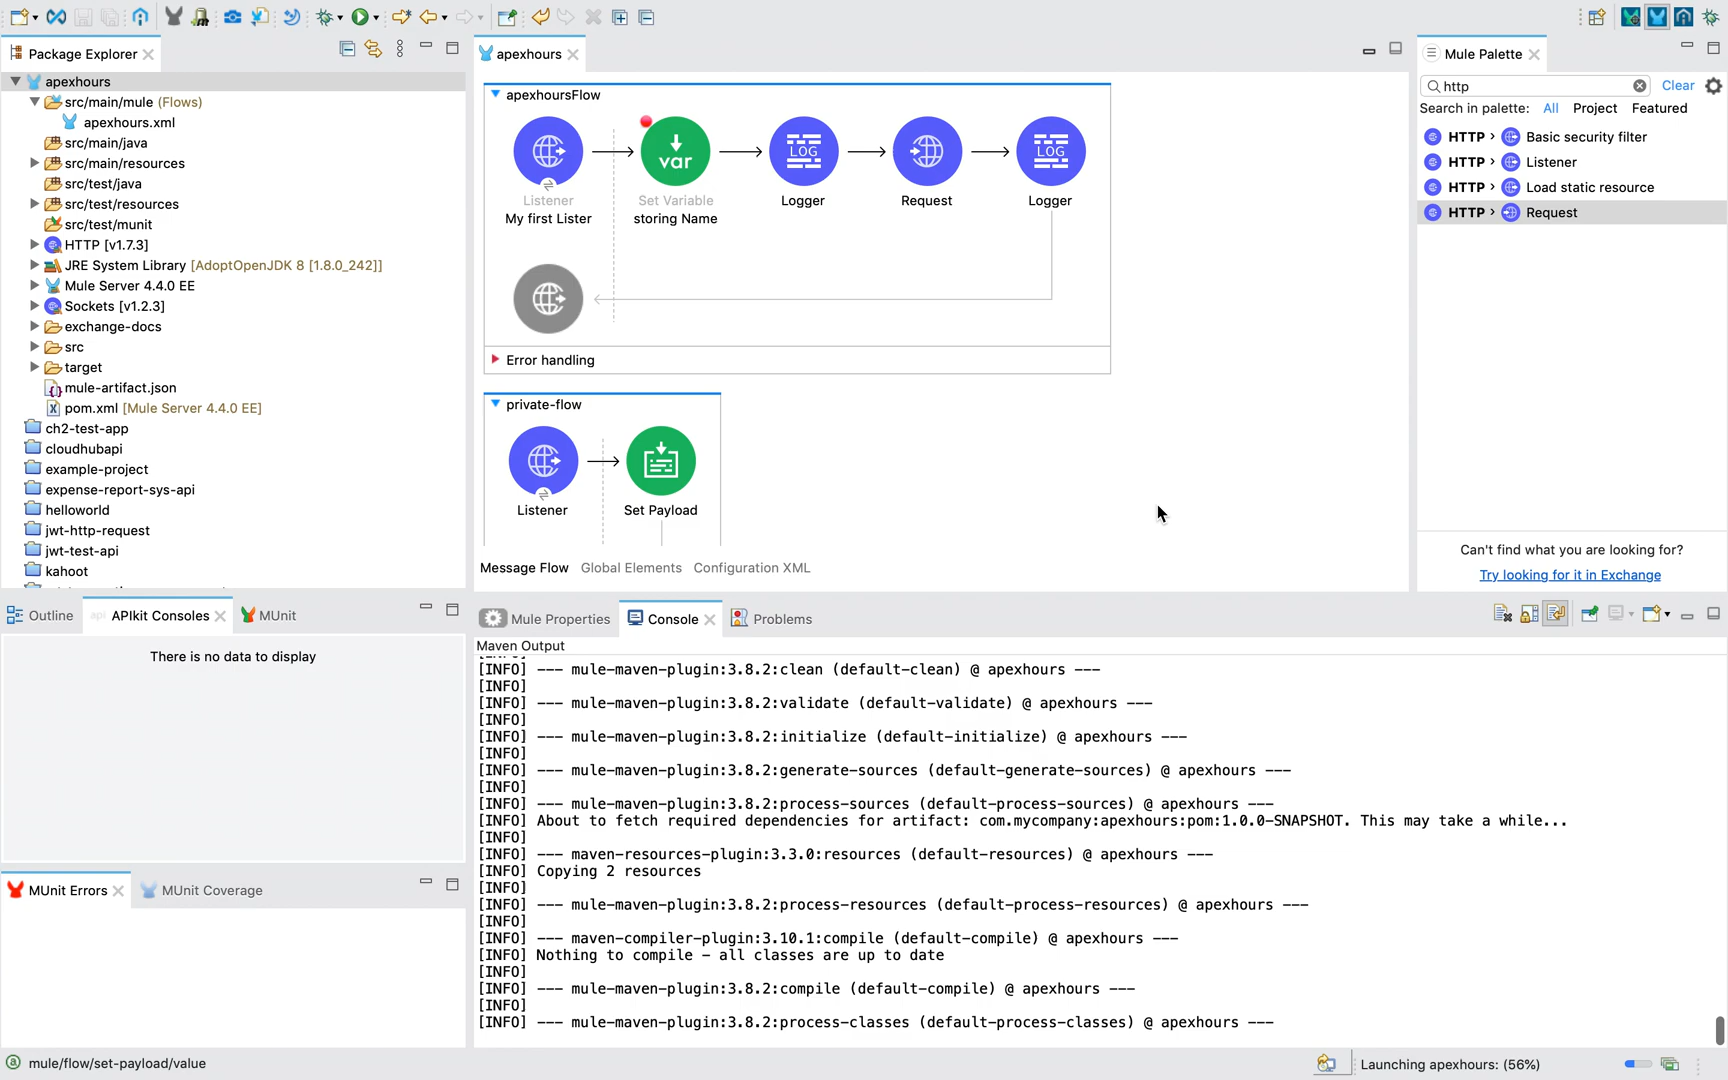 Package Explorer
apexhours
src/main/mule (Flows)
apexhours.xml
src/main/java
src/main/resources
src/test/java
src/test/resources
src/test/munit
HTTP [v1.7.3]
JRE System Library [AdoptOpenJDK 8 [1.8.0_242]]
Mule Server 4.4.0 EE
Sockets [v1.2.3]
exchange-docs
src
target
mule-artifact.json
pom.xml [Mule Server 4.4.0 EE]
ch2-test-app
cloudhubapi
example-project
expense-report-sys-api
helloworld
jwt-http-request
jwt-test-api
kahoot
apexhours
apexhoursFlow
var
LOG
LOG
Listener
Set Variable
Logger
Request
Logger
My first Lister
storing Name
Error handling
private-flow
Listener
Set Payload
Message Flow Global Elements Configuration XML
Mule Palette
http
Clear
Search in palette: All Project Featured
HTTP > Basic security filter
HTTP > Listener
HTTP > Load static resource
HTTP > Request
Can't find what you are looking for?
Try looking for it in Exchange
Outline
api APIkit Consoles
MUnit
There is no data to display
MUnit Errors
MUnit Coverage
Mule Properties
Console
Problems
Maven Output
[INFO] --- mule-maven-plugin:3.8.2:clean (default-clean) @ apexhours ---
[INFO]
[INFO] --- mule-maven-plugin:3.8.2:validate (default-validate) @ apexhours ---
[INFO]
[INFO] --- mule-maven-plugin:3.8.2:initialize (default-initialize) @ apexhours ---
[INFO]
[INFO] --- mule-maven-plugin:3.8.2:generate-sources (default-generate-sources) @ apexhours ---
[INFO]
[INFO] --- mule-maven-plugin:3.8.2:process-sources (default-process-sources) @ apexhours ---
[INFO] About to fetch required dependencies for artifact: com.mycompany:apexhours:pom:1.0.0-SNAPSHOT. This may take a while...
[INFO]
[INFO] --- maven-resources-plugin:3.3.0:resources (default-resources) @ apexhours ---
[INFO] Copying 2 resources
[INFO]
[INFO] --- mule-maven-plugin:3.8.2:process-resources (default-process-resources) @ apexhours ---
[INFO]
[INFO] --- maven-compiler-plugin:3.10.1:compile (default-compile) @ apexhours ---
[INFO] Nothing to compile - all classes are up to date
[INFO]
[INFO] --- mule-maven-plugin:3.8.2:compile (default-compile) @ apexhours ---
[INFO]
[INFO] --- mule-maven-plugin:3.8.2:process-classes (default-process-classes) @ apexhours ---
mule/flow/set-payload/value
Launching apexhours: (56%)